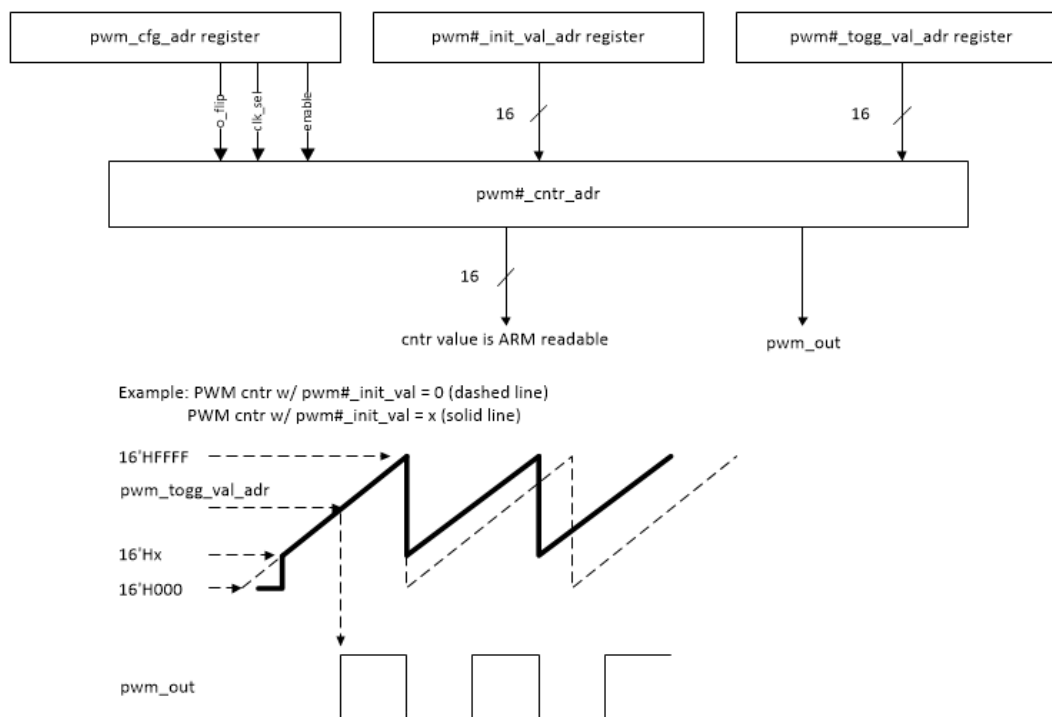 pwm_cfg_adr register
pwm#_init_val_adr register
pwm#_togg_val_adr register
o_flip
clk_sel
enable
16
16
pwm#_cntr_adr
16
cntr value is ARM readable
pwm_out
Example: PWM cntr w/ pwm#_init_val = 0 (dashed line)
PWM cntr w/ pwm#_init_val = x (solid line)
16'HFFFF
pwm_togg_val_adr
16'Hx
16'H000
pwm_out